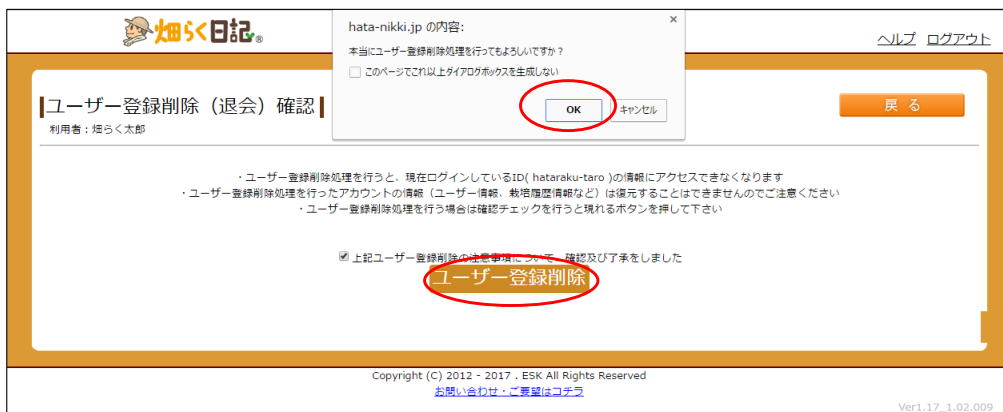 畑らく日記®
hata-nikki.jp の内容:
×
本当にユーザー登録削除処理を行ってもよろしいですか？
このページでこれ以上ダイアログボックスを生成しない
OK
キャンセル
ヘルプ ログアウト
ユーザー登録削除（退会）確認
戻 る
利用者：畑らく太郎
・ユーザー登録削除処理を行うと、現在ログインしているID( hataraku-taro )の情報にアクセスできなくなります
・ユーザー登録削除処理を行ったアカウントの情報（ユーザー情報、栽培履歴情報など）は復元することはできませんのでご注意ください
・ユーザー登録削除処理を行う場合は確認チェックを行うと現れるボタンを押して下さい
上記ユーザー登録削除の注意事項について、確認及び了承をしました
ユーザー登録削除
Copyright (C) 2012 - 2017 . ESK All Rights Reserved
お問い合わせ・ご要望はコチラ
Ver1.17_1.02.009